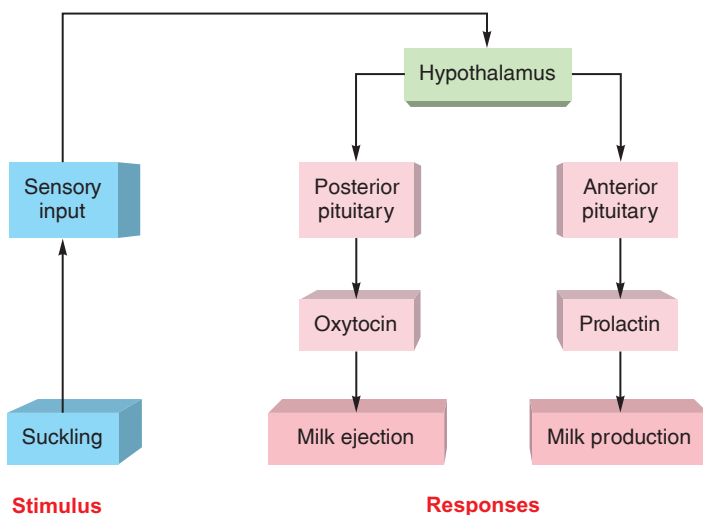 Hypothalamus
Sensory
input
Posterior
pituitary
Anterior
pituitary
Oxytocin
Prolactin
Suckling
Milk ejection
Milk production
Stimulus
Responses